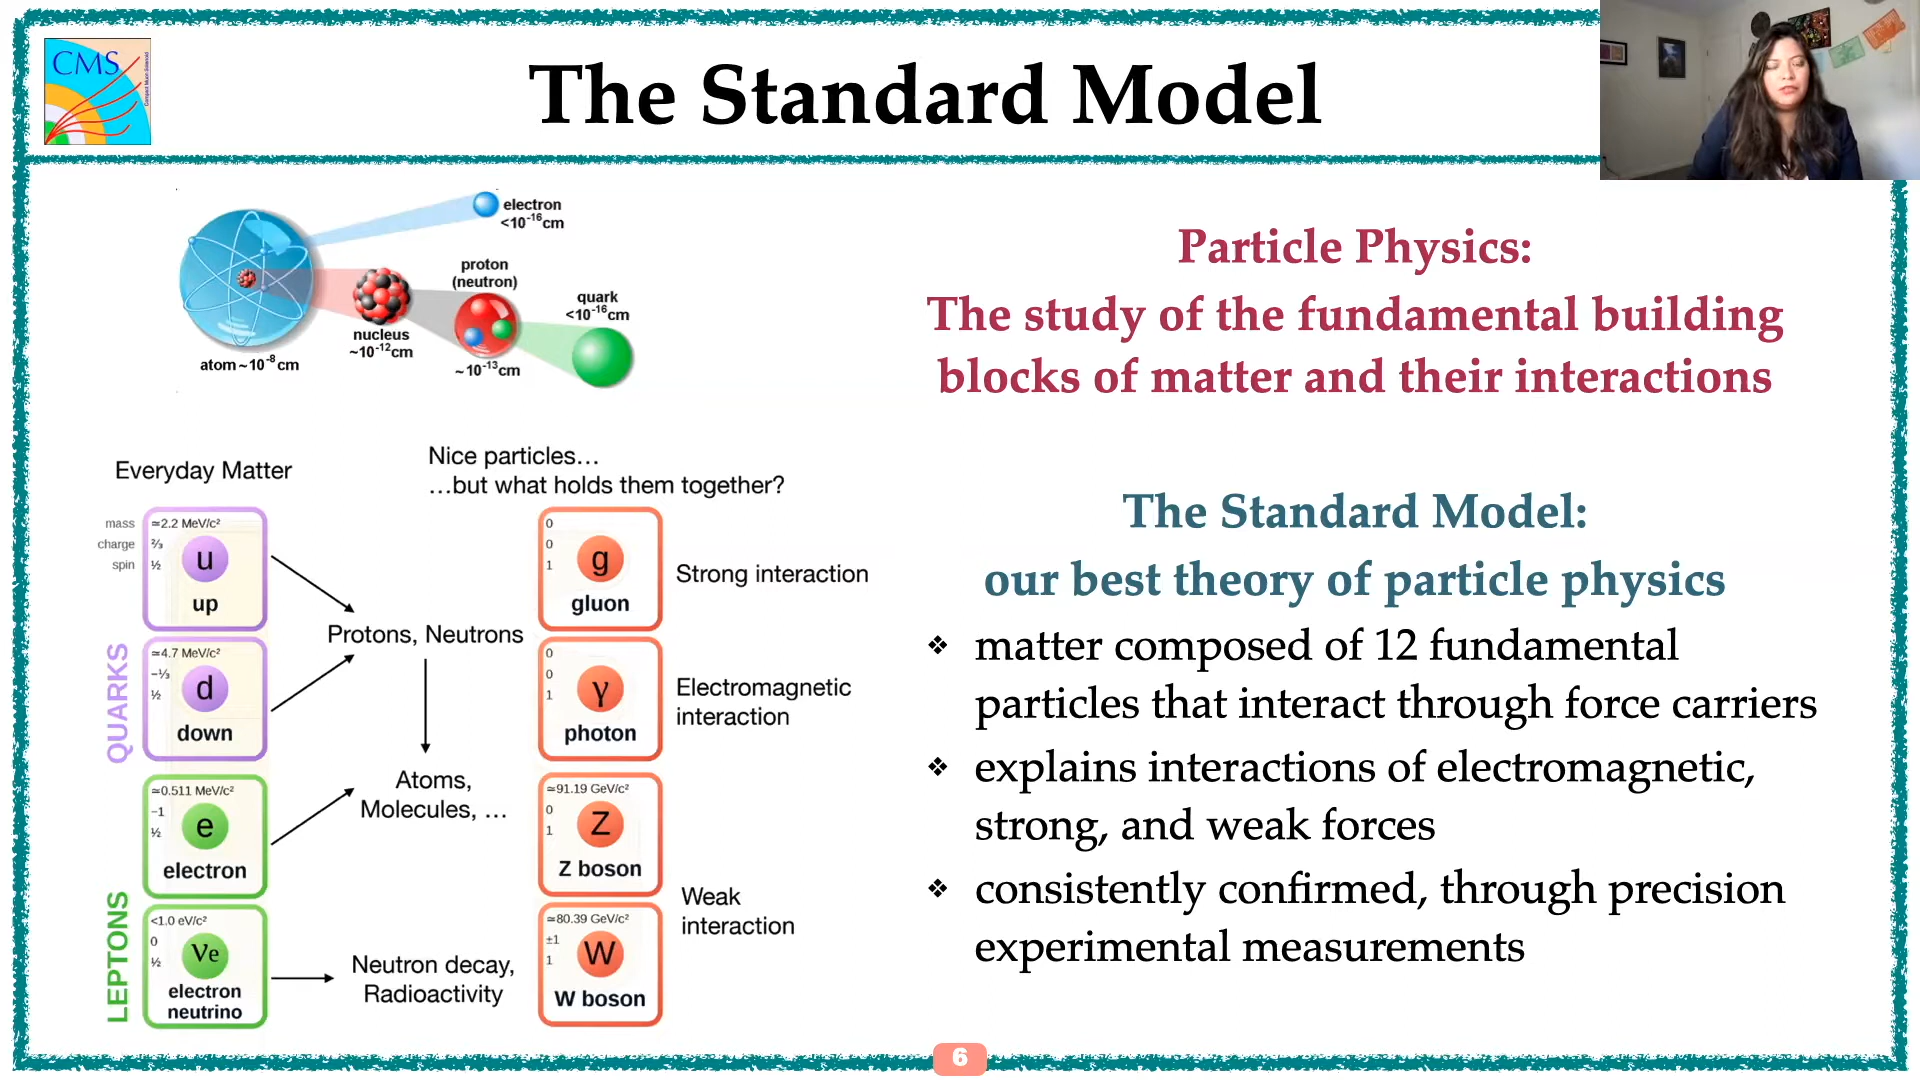 CMS
Compact Muon Solenoid
The Standard Model
electron
<10⁻¹⁶cm
proton
(neutron)
quark
<10⁻¹⁶cm
nucleus
~10⁻¹²cm
atom~10⁻⁸cm
~10⁻¹³cm
Particle Physics:
The study of the fundamental building
blocks of matter and their interactions
Everyday Matter
Nice particles…
…but what holds them together?
QUARKS
mass
charge
spin
≃2.2 MeV/c²
⅔
½
u
up
≃4.7 MeV/c²
−⅓
½
d
down
LEPTONS
≃0.511 MeV/c²
−1
½
e
electron
<1.0 eV/c²
0
½
νe
electron
neutrino
Protons, Neutrons
Atoms,
Molecules, …
Neutron decay,
Radioactivity
0
0
1
g
gluon
Strong interaction
0
0
1
γ
photon
Electromagnetic
interaction
≃91.19 GeV/c²
0
1
Z
Z boson
≃80.39 GeV/c²
±1
1
W
W boson
Weak
interaction
The Standard Model:
our best theory of particle physics
❖ matter composed of 12 fundamental
particles that interact through force carriers
❖ explains interactions of electromagnetic,
strong, and weak forces
❖ consistently confirmed, through precision
experimental measurements
6